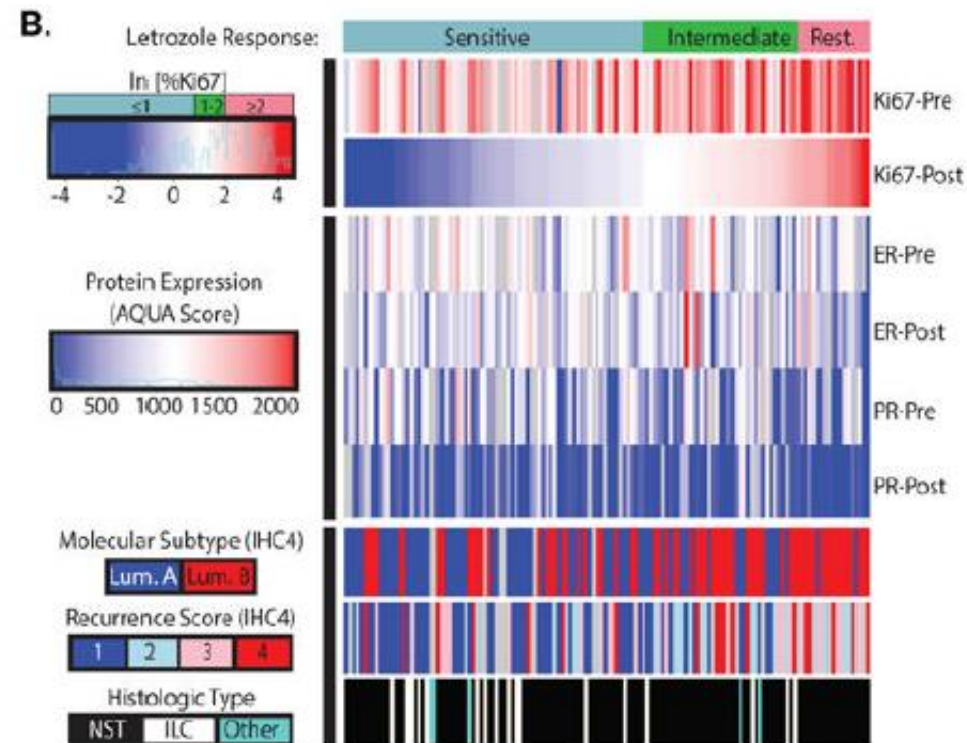 B.
Letrozole Response: Sensitive Intermediate Rest.
ln [%Ki67]
<1 1-2 ≥2
-4 -2 0 2 4
Ki67-Pre
Ki67-Post
ER-Pre
ER-Post
PR-Pre
PR-Post
Protein Expression
(AQUA Score)
0 500 1000 1500 2000
Molecular Subtype (IHC4)
Lum. A Lum. B
Recurrence Score (IHC4)
1 2 3 4
Histologic Type
NST ILC Other